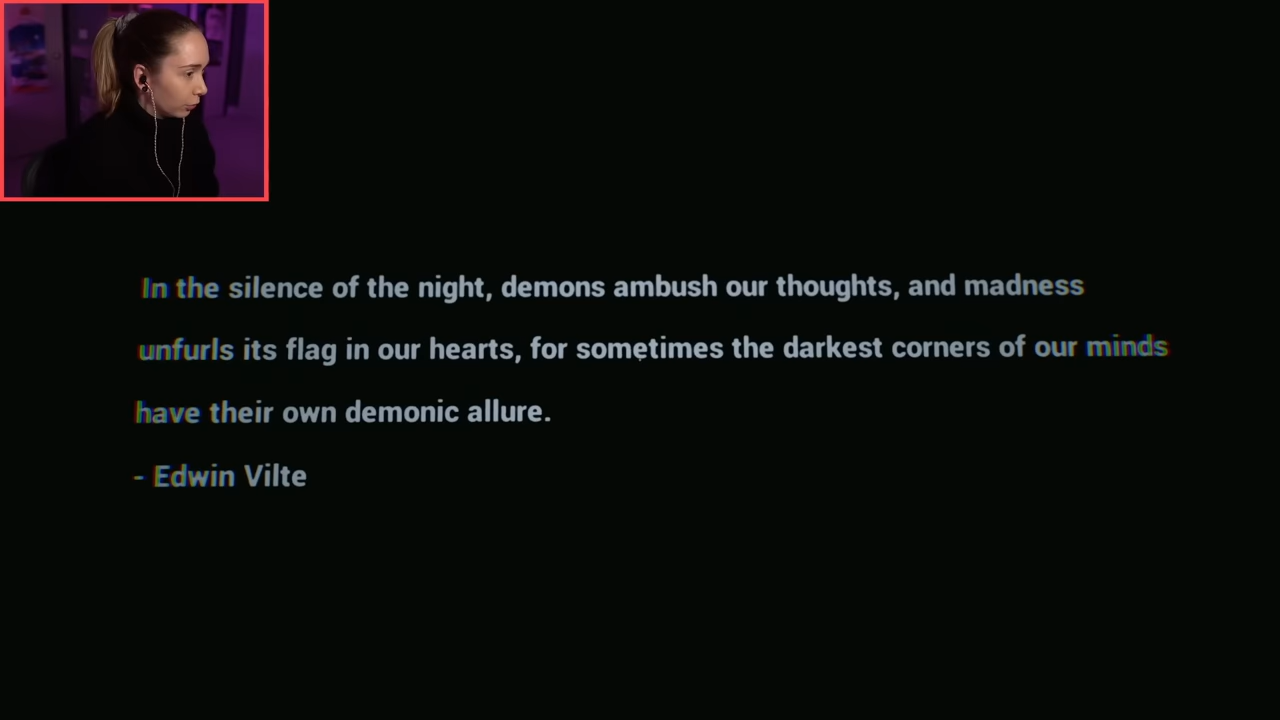 In the silence of the night, demons ambush our thoughts, and madness
unfurls its flag in our hearts, for sometimes the darkest corners of our minds
have their own demonic allure.
- Edwin Vilte